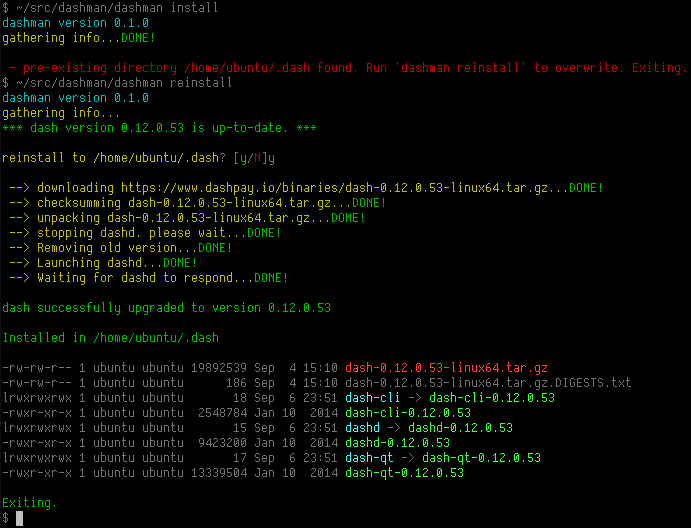 $ ~/src/dashman/dashman install
dashman version 0.1.0
gathering info...DONE!
- pre-existing directory /home/ubuntu/.dash found. Run 'dashman reinstall' to overwrite. Exiting.
$ ~/src/dashman/dashman reinstall
dashman version 0.1.0
gathering info...
*** dash version 0.12.0.53 is up-to-date. ***
reinstall to /home/ubuntu/.dash? [y/N]y
--> downloading https://www.dashpay.io/binaries/dash-0.12.0.53-linux64.tar.gz...DONE!
--> checksumming dash-0.12.0.53-linux64.tar.gz...DONE!
--> unpacking dash-0.12.0.53-linux64.tar.gz...DONE!
--> stopping dashd. please wait...DONE!
--> Removing old version...DONE!
--> Launching dashd...DONE!
--> Waiting for dashd to respond...DONE!
dash successfully upgraded to version 0.12.0.53
Installed in /home/ubuntu/.dash
-rw-rw-r-- 1 ubuntu ubuntu 19892539 Sep  4 15:10 dash-0.12.0.53-linux64.tar.gz
-rw-rw-r-- 1 ubuntu ubuntu      186 Sep  4 15:10 dash-0.12.0.53-linux64.tar.gz.DIGESTS.txt
lrwxrwxrwx 1 ubuntu ubuntu       18 Sep  6 23:51 dash-cli -> dash-cli-0.12.0.53
-rwxr-xr-x 1 ubuntu ubuntu  2548784 Jan 10  2014 dash-cli-0.12.0.53
lrwxrwxrwx 1 ubuntu ubuntu       15 Sep  6 23:51 dashd -> dashd-0.12.0.53
-rwxr-xr-x 1 ubuntu ubuntu  9423200 Jan 10  2014 dashd-0.12.0.53
lrwxrwxrwx 1 ubuntu ubuntu       17 Sep  6 23:51 dash-qt -> dash-qt-0.12.0.53
-rwxr-xr-x 1 ubuntu ubuntu 13339504 Jan 10  2014 dash-qt-0.12.0.53
Exiting.
$